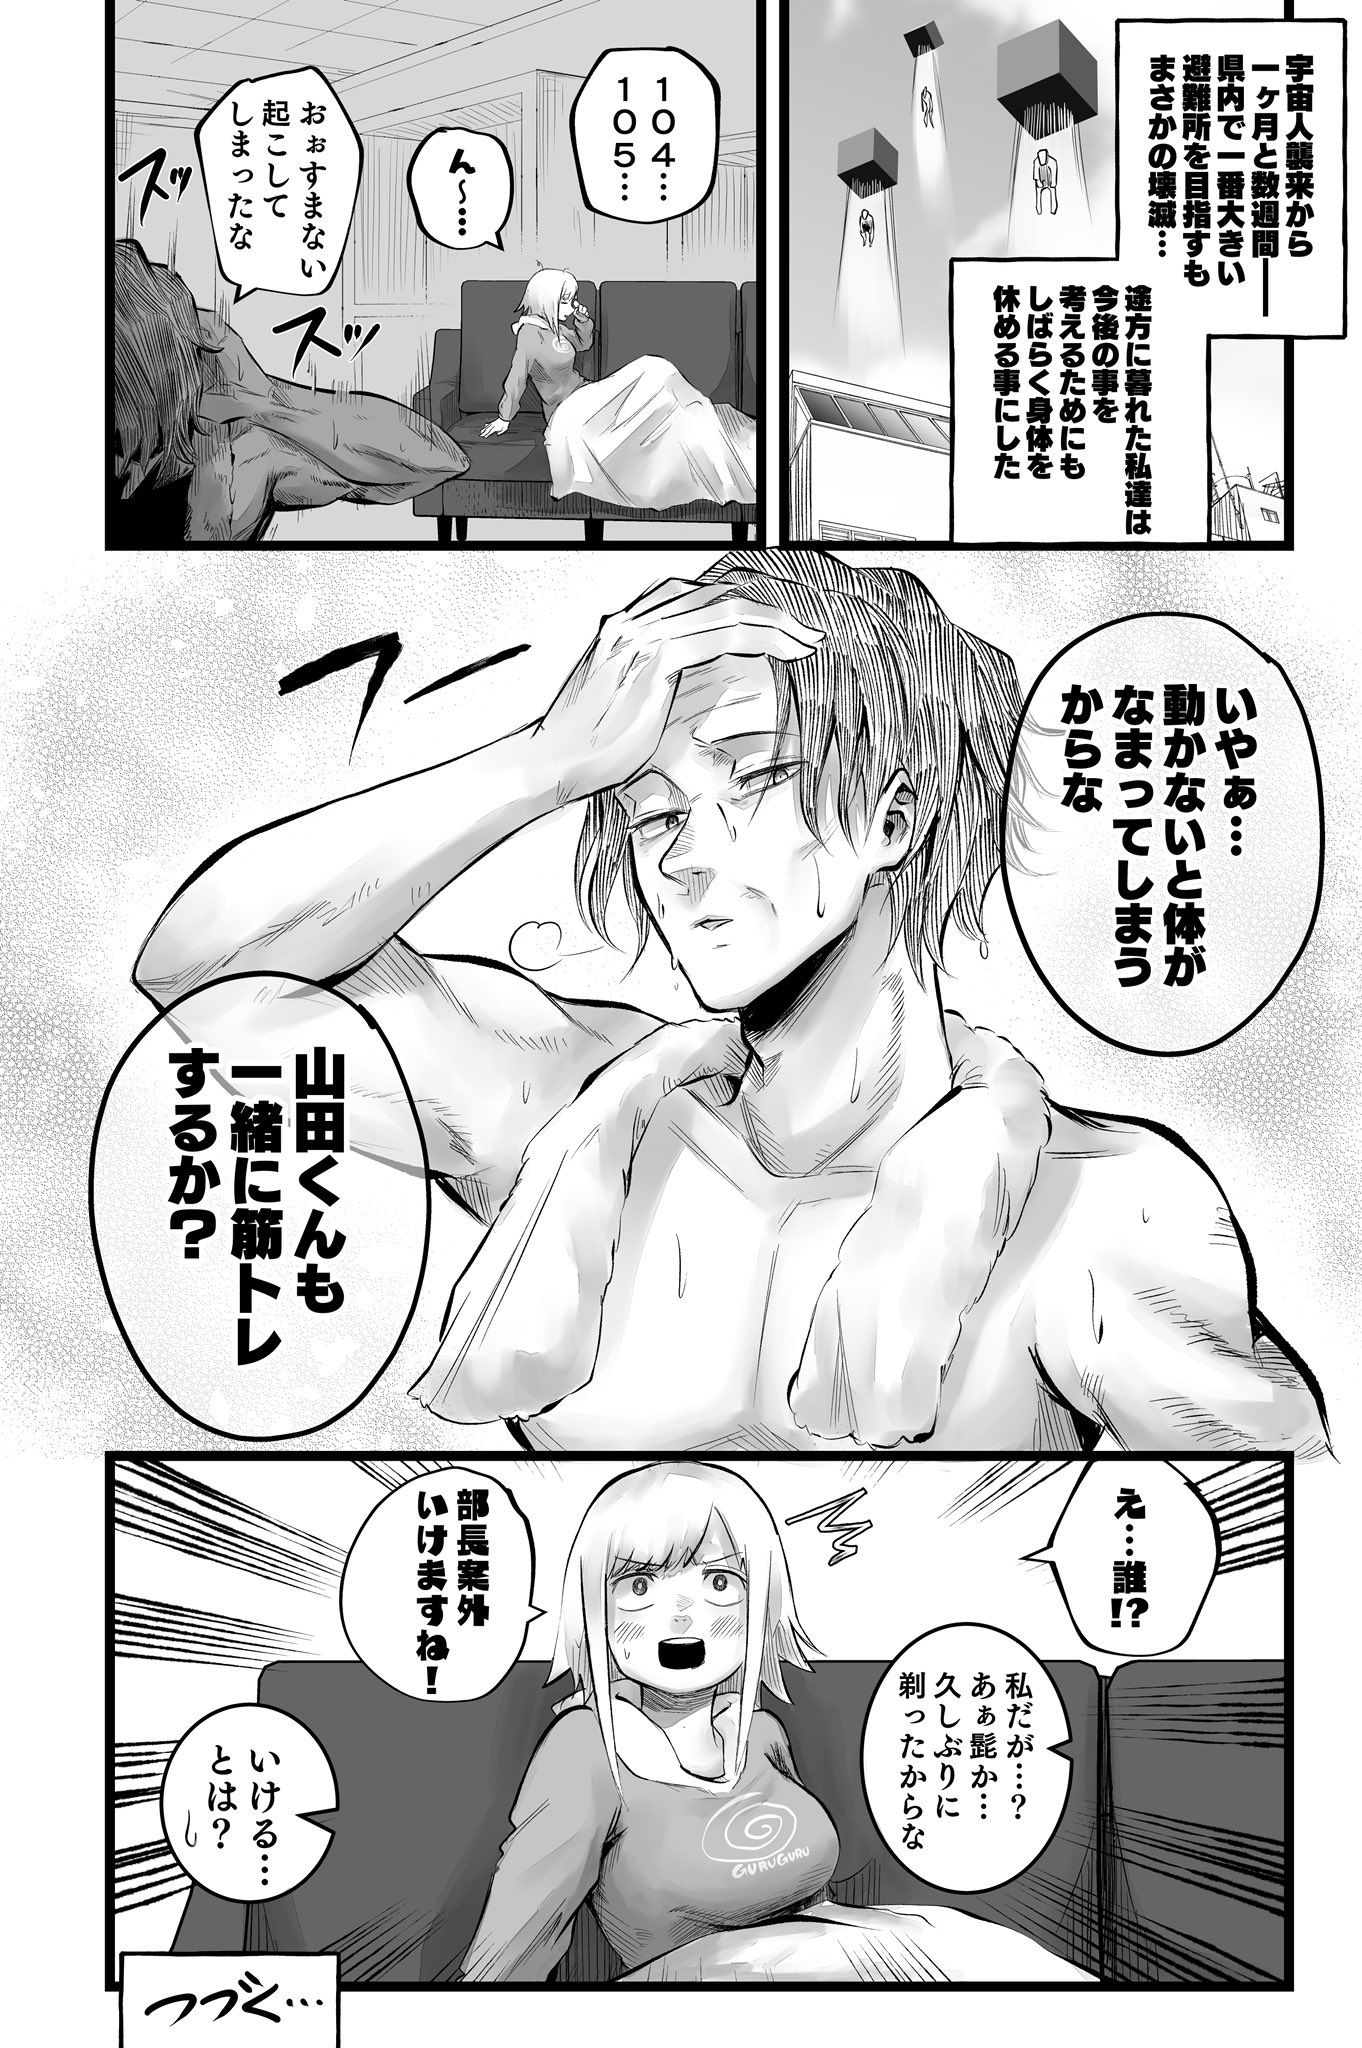 宇宙人襲来から
一ヶ月と数週間――
県内で一番大きい
避難所を目指すも
まさかの壊滅…
途方に暮れた私達は
今後の事を
考えるためにも
しばらく身体を
休める事にした
104…
105…
ん～…
おぉすまない
起こして
しまったな
ズッ
ズッ
いやぁ…
動かないと体が
なまってしまう
からな
フー
山田くんも
一緒に筋トレ
するか？
え…誰!?
私だが…？
あぁ髭か…
久しぶりに
剃ったからな
部長案外
いけますね！
いける…
とは？
GURUGURU
つづく…